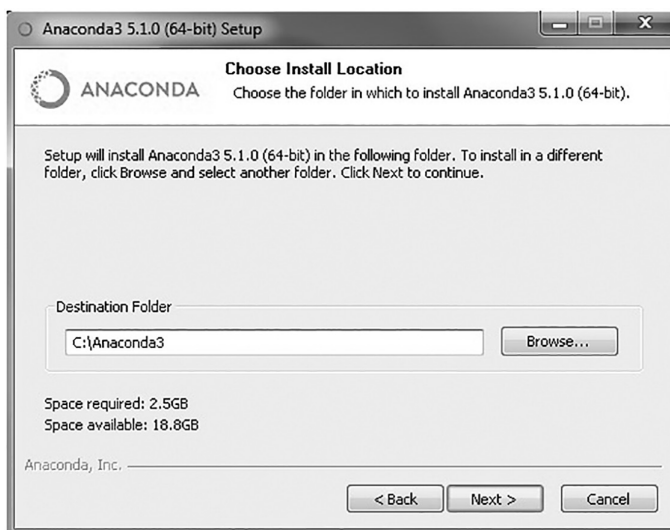 Anaconda3 5.1.0 (64-bit) Setup
ANACONDA
Choose Install Location
Choose the folder in which to install Anaconda3 5.1.0 (64-bit).
Setup will install Anaconda3 5.1.0 (64-bit) in the following folder. To install in a different
folder, click Browse and select another folder. Click Next to continue.
Destination Folder
C:\Anaconda3
Browse...
Space required: 2.5GB
Space available: 18.8GB
Anaconda, Inc.
< Back
Next >
Cancel